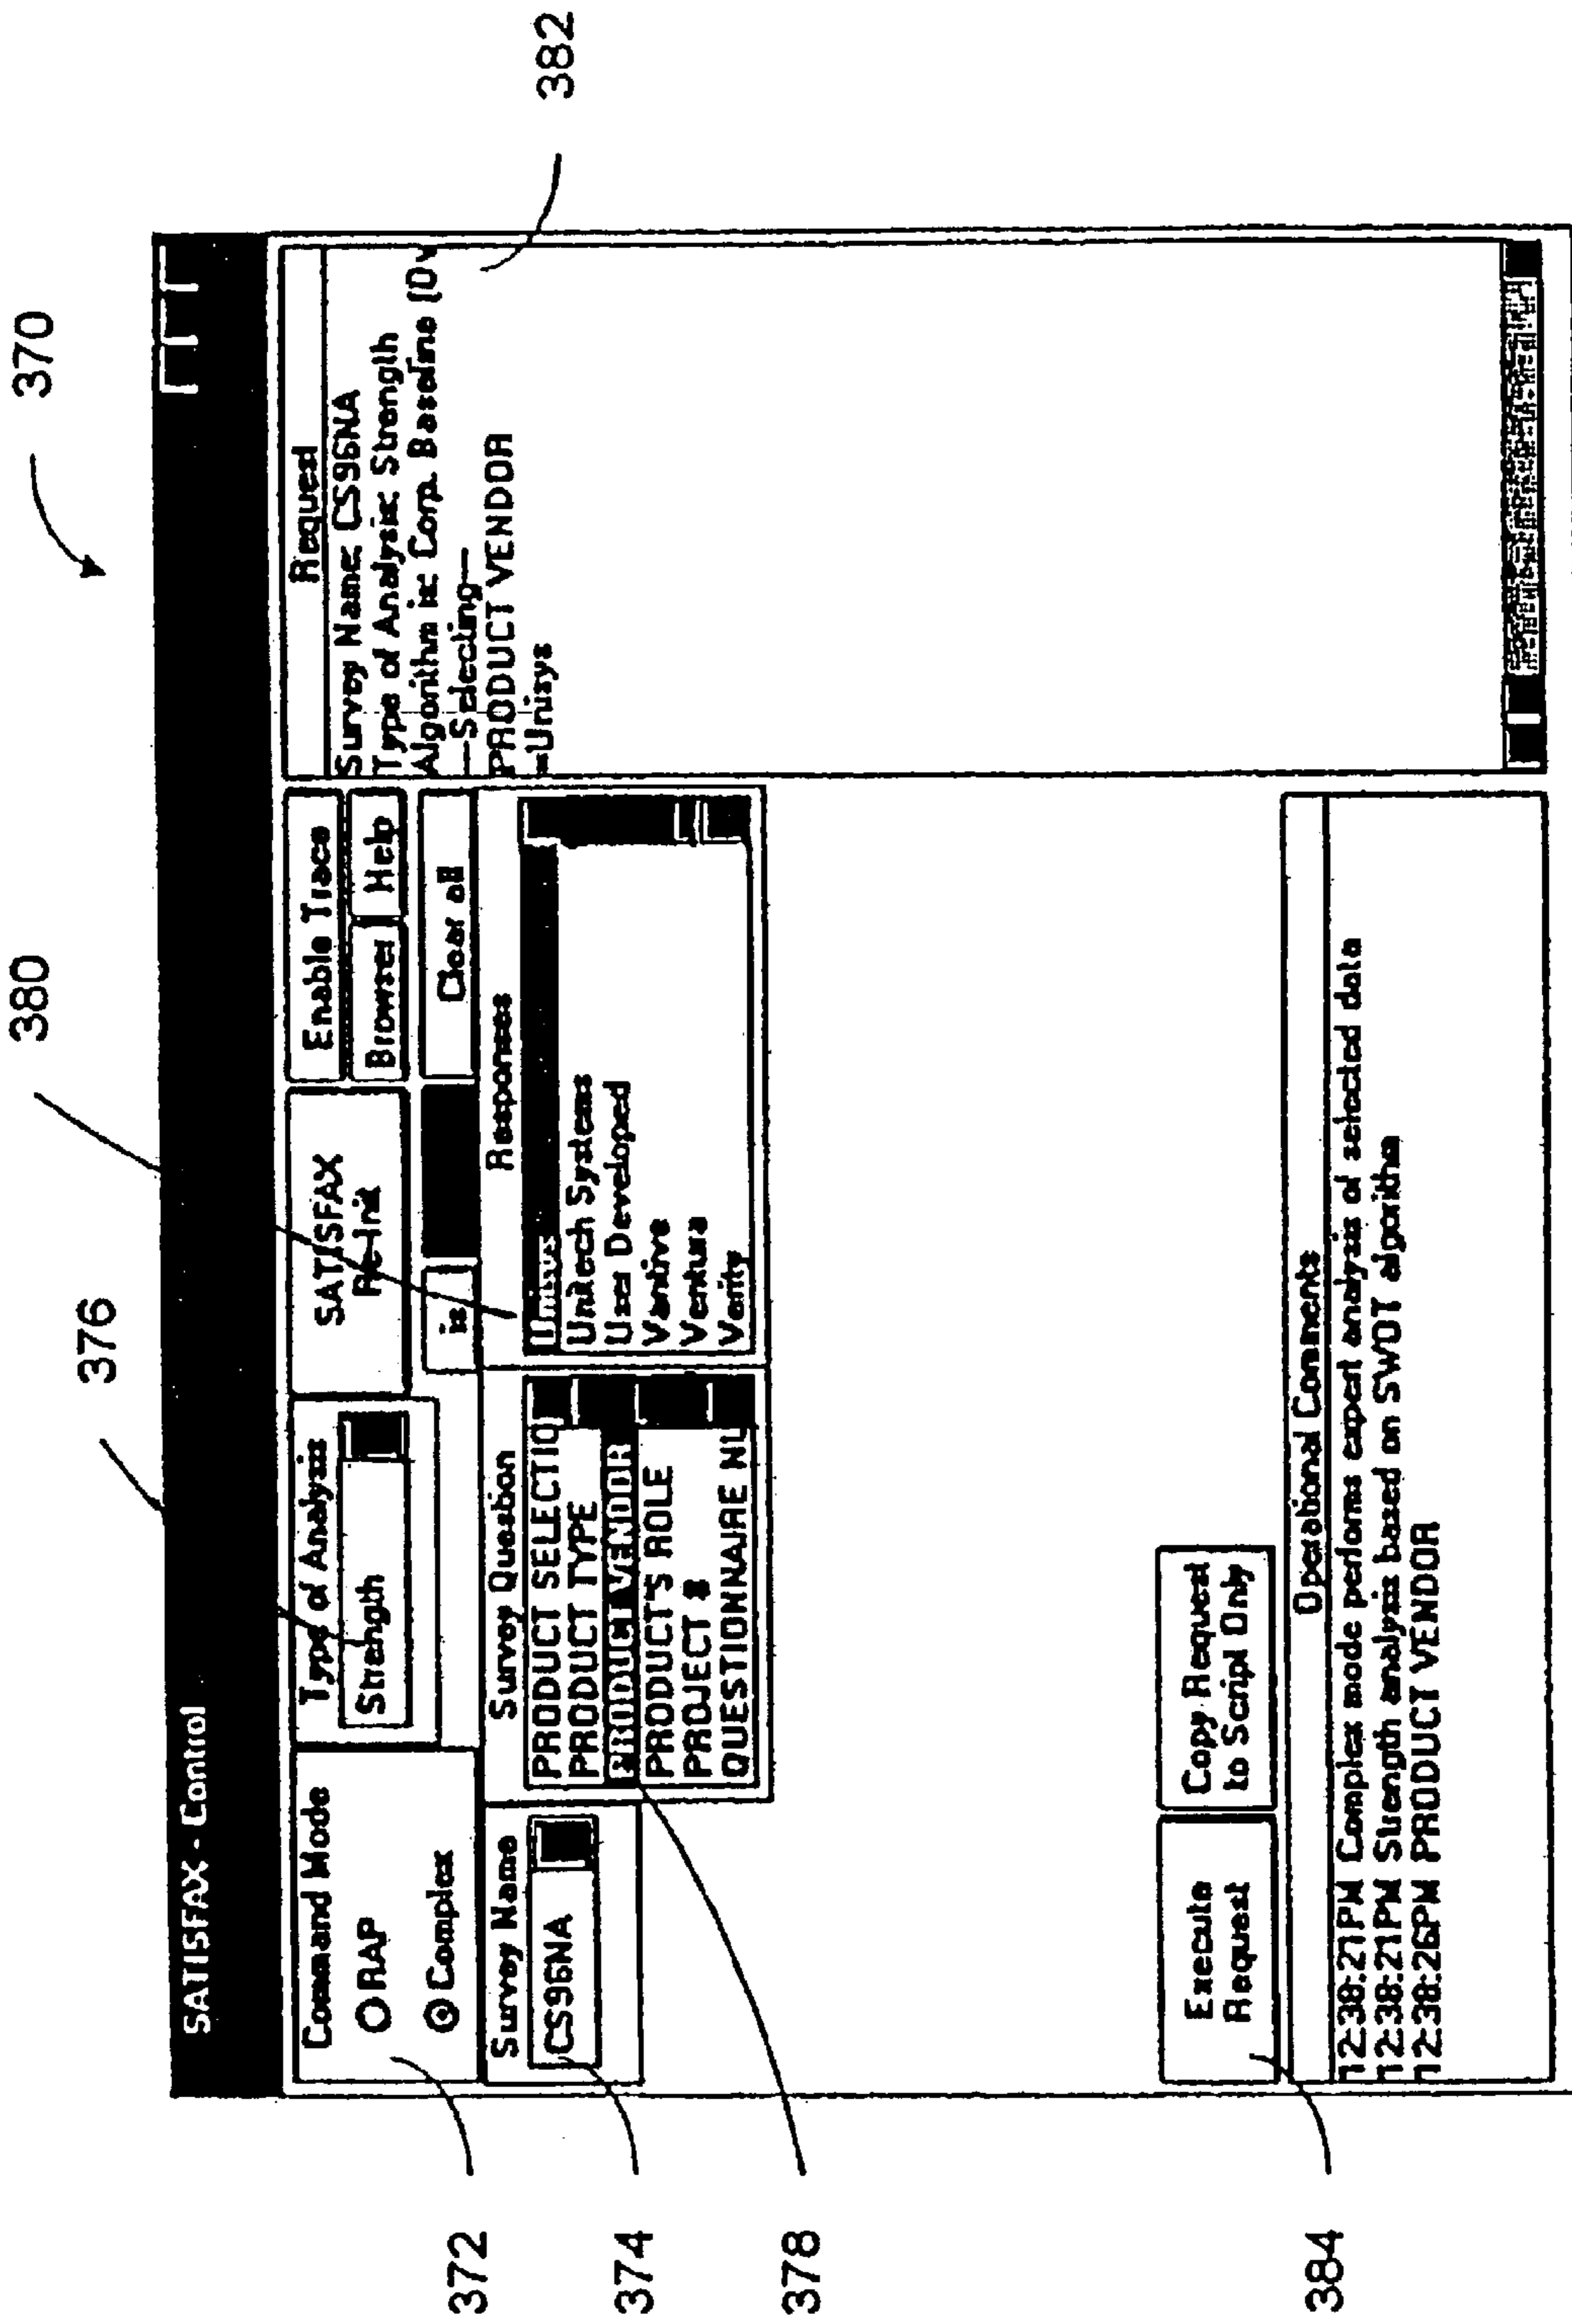 370
380
376
382
SATISFAX - Control
Command Mode
RAP
Complex
Type of Analysis
Strength
SATISFAX
Re-Init
Enable Trace
Browser
Help
is
Clear all
Survey Name
CS96NA
Survey Question
PRODUCT SELECTIO
PRODUCT TYPE
PRODUCT VENDOR
PRODUCT'S ROLE
PROJECT #
QUESTIONNAIRE NU
Responses
Unisys
Unitech Systems
User Developed
Vantive
Ventura
Verity
Request
Survey Name: CS96NA
Type of Analysis: Strength
Algorithm is: Corp. Baseline (Ov
---Selecting---
PRODUCT VENDOR
=Unisys
Execute
Request
Copy Request
to Script Only
Operational Comments
12:38:21PM Complex mode performs expert analysis of selected data
12:38:21PM Strength analysis based on SWOT algorithm
12:38:26PM PRODUCT VENDOR
372
374
378
384